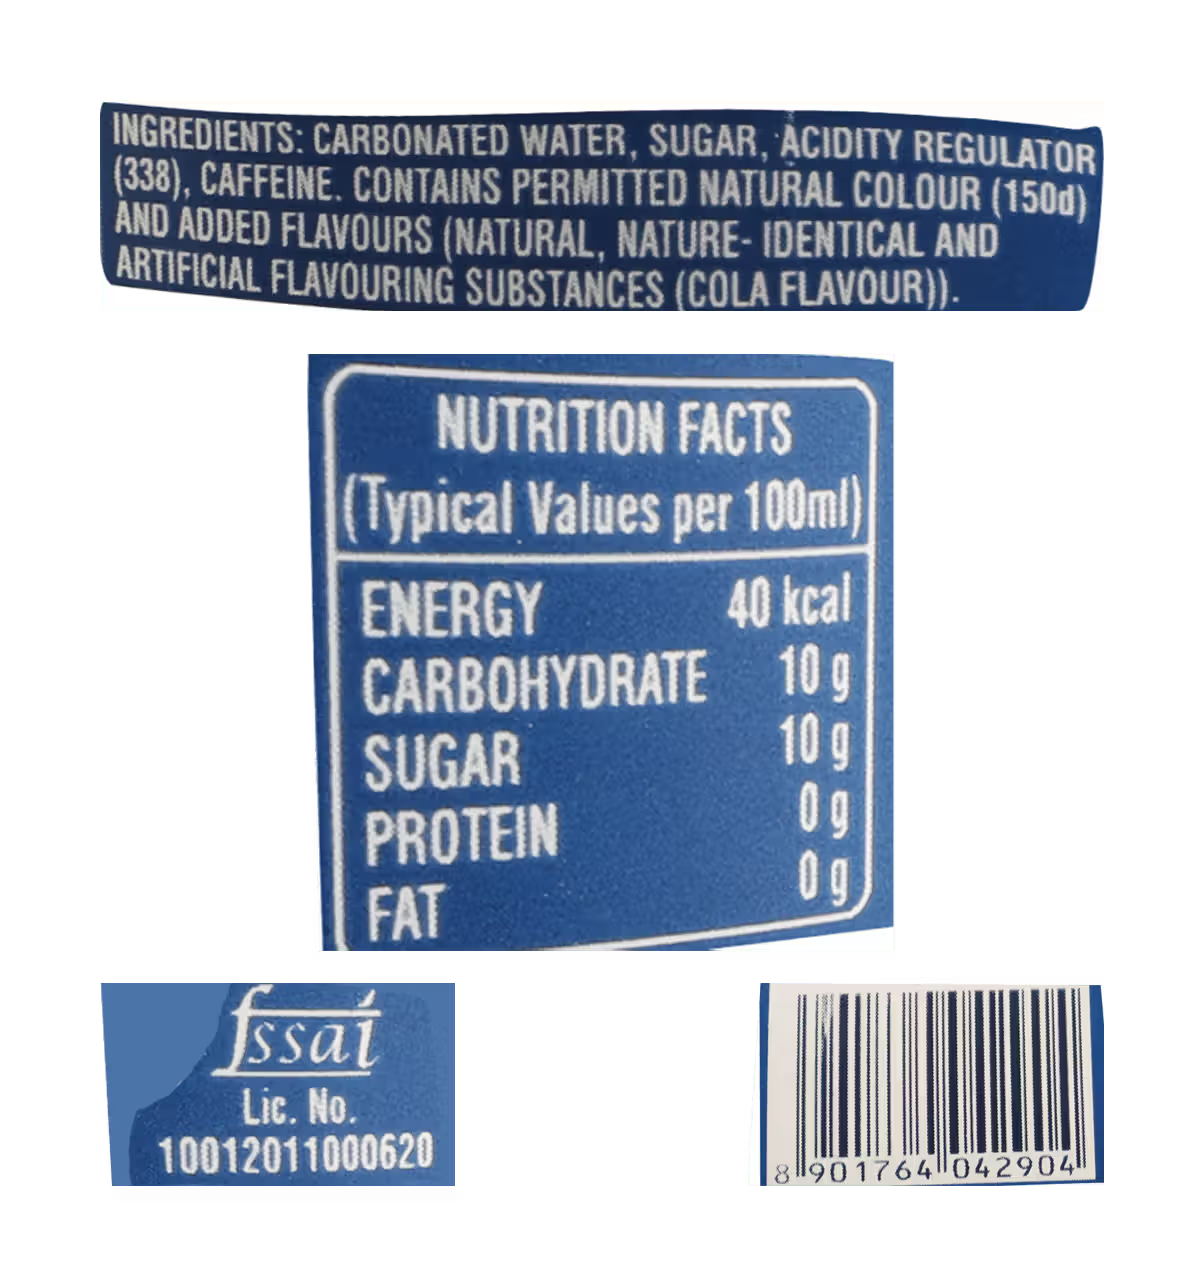 INGREDIENTS: CARBONATED WATER, SUGAR, ACIDITY REGULATOR
(338), CAFFEINE. CONTAINS PERMITTED NATURAL COLOUR (150d)
AND ADDED FLAVOURS (NATURAL, NATURE- IDENTICAL AND
ARTIFICIAL FLAVOURING SUBSTANCES (COLA FLAVOUR)).
NUTRITION FACTS
(Typical Values per 100ml)
ENERGY 40 kcal
CARBOHYDRATE 10 g
SUGAR 10 g
PROTEIN 0 g
FAT 0 g
fssai
Lic. No.
10012011000620
8 901764 042904